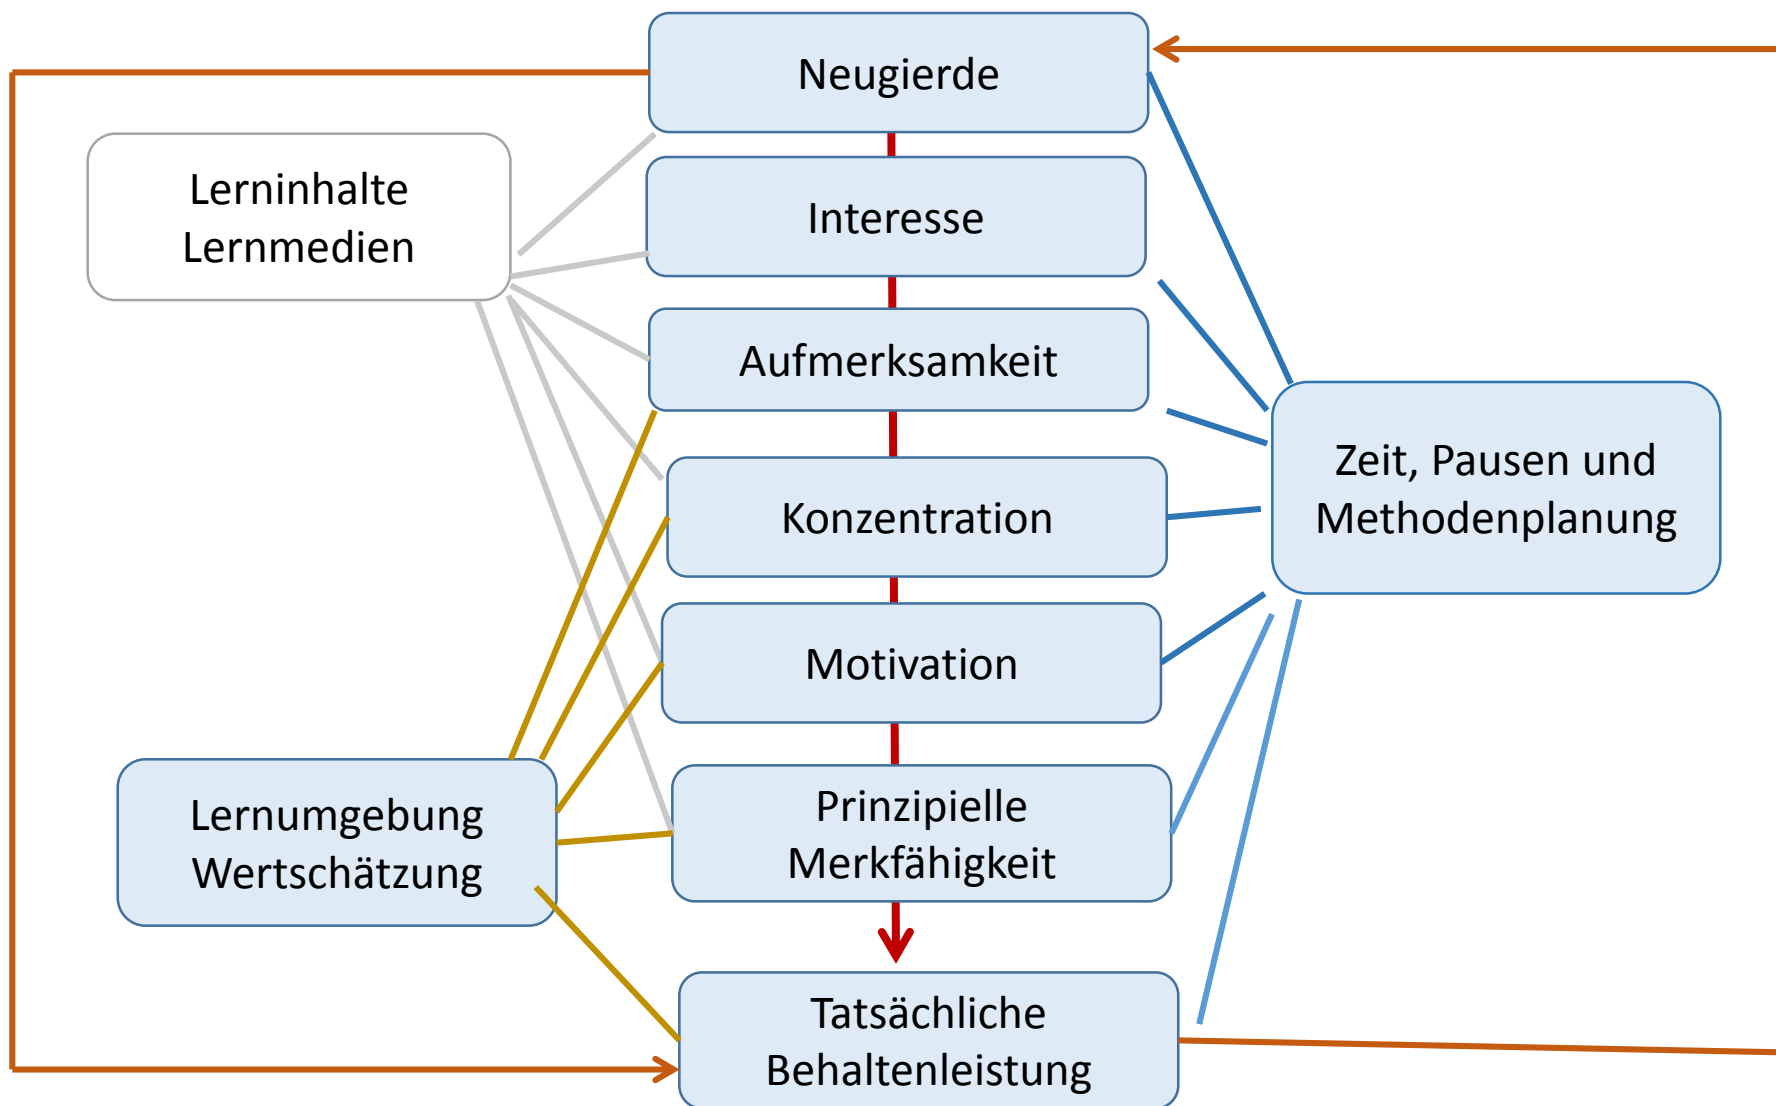 Neugierde
Lerninhalte
Lernmedien
Interesse
Aufmerksamkeit
Zeit, Pausen und
Methodenplanung
Konzentration
Motivation
Lernumgebung
Wertschätzung
Prinzipielle
Merkfähigkeit
Tatsächliche
Behaltenleistung